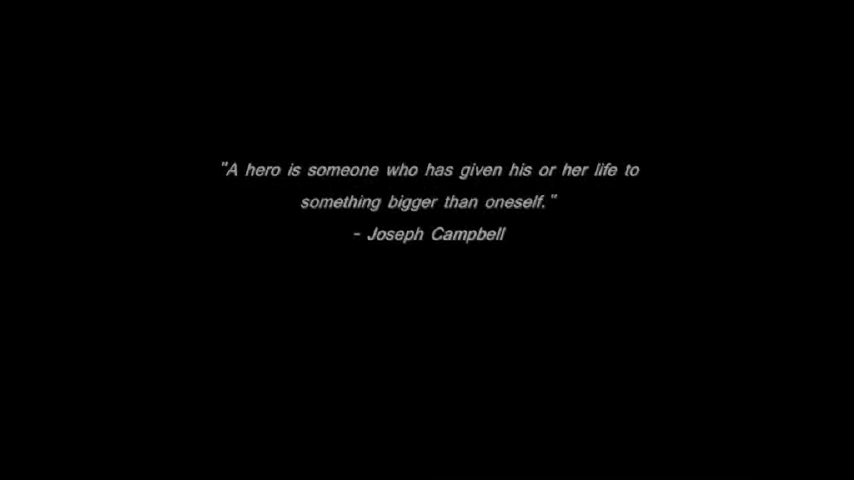 "A hero is someone who has given his or her life to
something bigger than oneself."
- Joseph Campbell